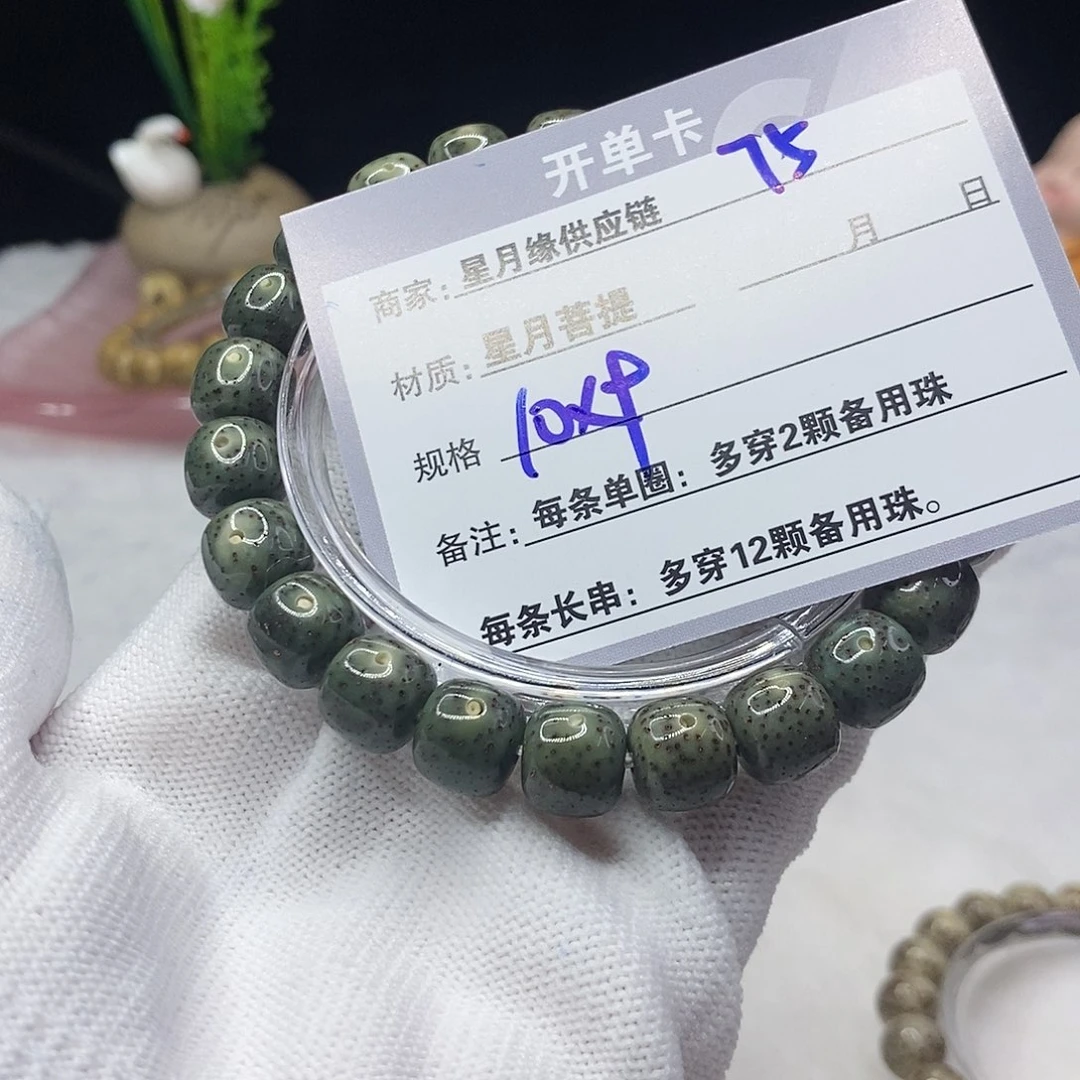 开单卡
75
商家：星月缘供应链
月 日
材质：星月菩提
规格 10x9
备注：每条单圈：多穿2颗备用珠
每条长串：多穿12颗备用珠。